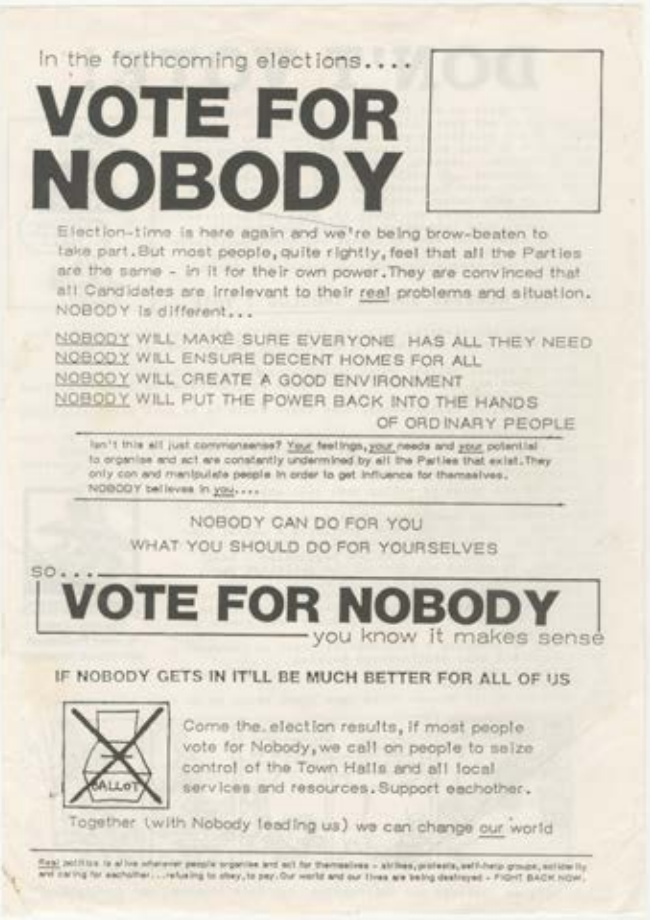 In the forthcoming elections....
VOTE FOR
NOBODY
Election-time is here again and we're being brow-beaten to
take part.But most people,quite rightly,feel that all the Parties
are the same - in it for their own power.They are convinced that
all Candidates are irrelevant to their real problems and situation.
NOBODY is different...
NOBODY WILL MAKE SURE EVERYONE HAS ALL THEY NEED
NOBODY WILL ENSURE DECENT HOMES FOR ALL
NOBODY WILL CREATE A GOOD ENVIRONMENT
NOBODY WILL PUT THE POWER BACK INTO THE HANDS
OF ORDINARY PEOPLE
Isn't this all just commonsense? Your feelings,your needs and your potential
to organise and act are constantly undermined by all the Parties that exist.They
only con and manipulate people in order to get influence for themselves.
NOBODY believes in you....
NOBODY CAN DO FOR YOU
WHAT YOU SHOULD DO FOR YOURSELVES
SO...
VOTE FOR NOBODY
you know it makes sense
IF NOBODY GETS IN IT'LL BE MUCH BETTER FOR ALL OF US
BALLOT
Come the election results,if most people
vote for Nobody,we call on people to seize
control of the Town Halls and all local
services and resources.Support eachother.
Together (with Nobody leading us) we can change our world
Real politics is alive wherever people organise and act for themselves - strikes,protests,self-help groups,solidarity
and caring for eachother...refusing to obey,to pay.Our world and our lives are being destroyed - FIGHT BACK NOW.